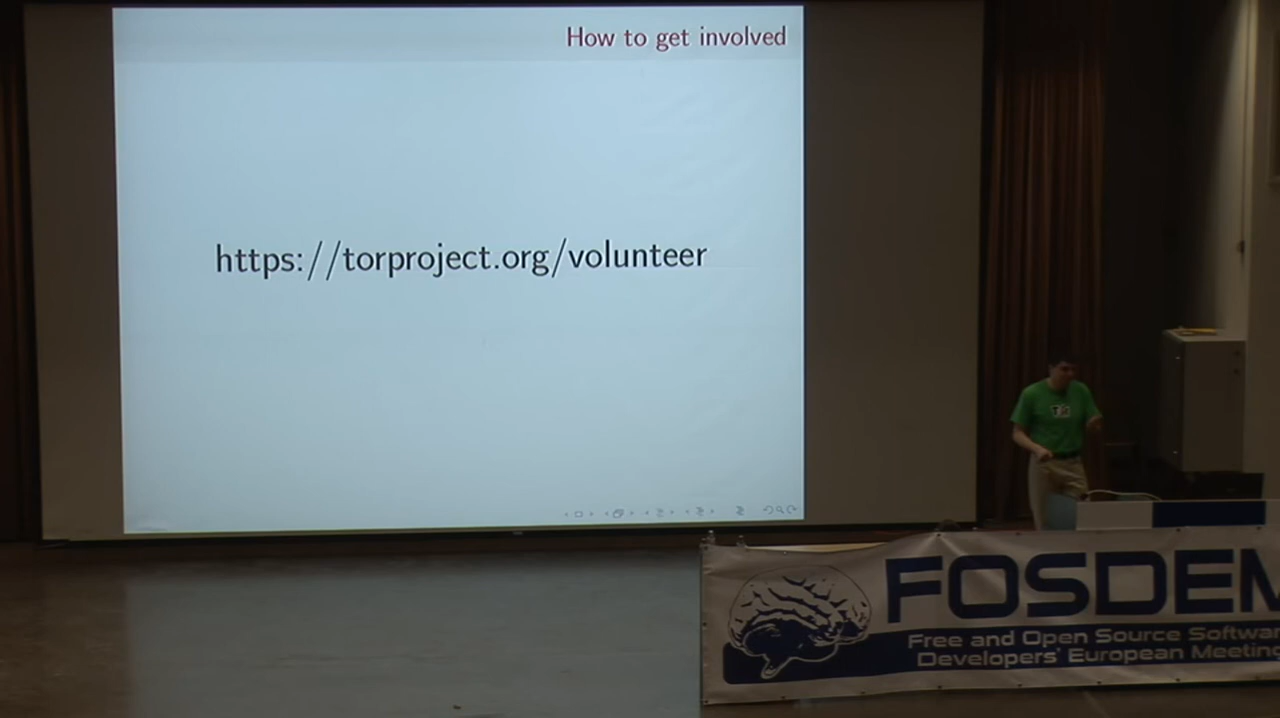 How to get involved
https://torproject.org/volunteer
FOSDEM
Free and Open Source Softwar
Developers' European Meeting